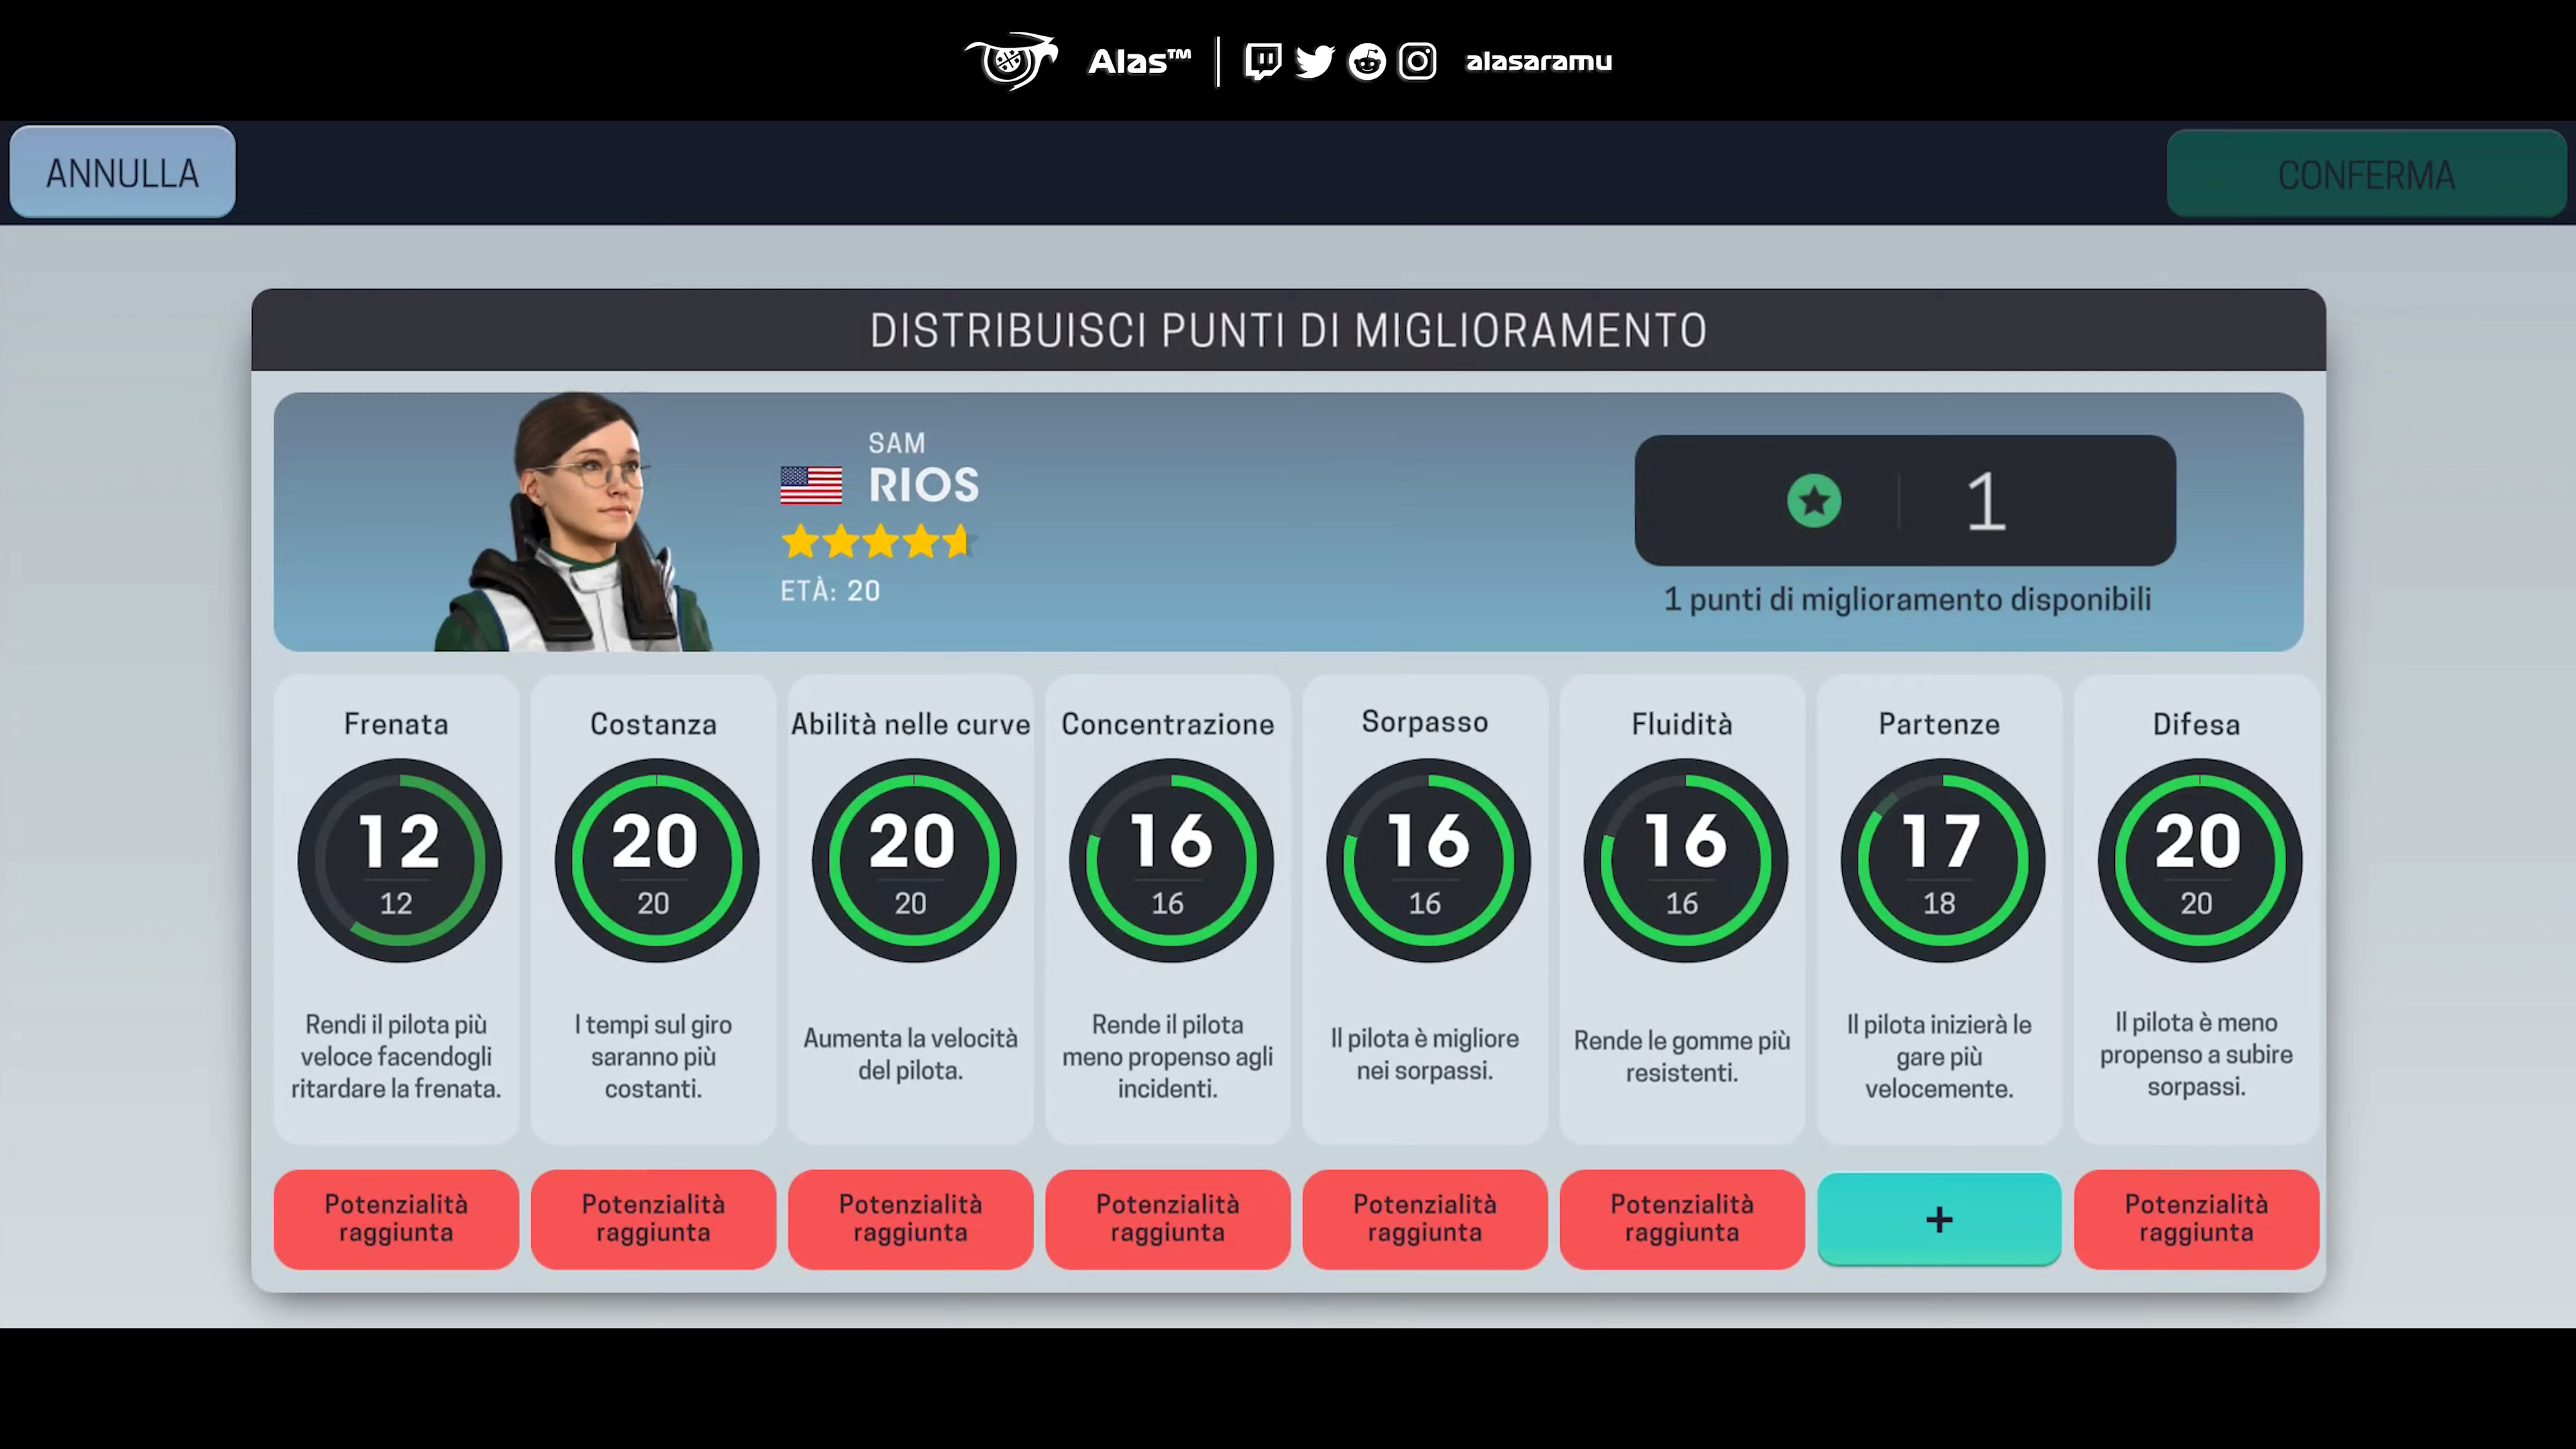 Alas™ alasaramu
ANNULLA
CONFERMA
DISTRIBUISCI PUNTI DI MIGLIORAMENTO
SAM
RIOS
ETÀ: 20
1
1 punti di miglioramento disponibili
Frenata
12
12
Rendi il pilota più
veloce facendogli
ritardare la frenata.
Potenzialità
raggiunta
Costanza
20
20
I tempi sul giro
saranno più
costanti.
Potenzialità
raggiunta
Abilità nelle curve
20
20
Aumenta la velocità
del pilota.
Potenzialità
raggiunta
Concentrazione
16
16
Rende il pilota
meno propenso agli
incidenti.
Potenzialità
raggiunta
Sorpasso
16
16
Il pilota è migliore
nei sorpassi.
Potenzialità
raggiunta
Fluidità
16
16
Rende le gomme più
resistenti.
Potenzialità
raggiunta
Partenze
17
18
Il pilota inizierà le
gare più
velocemente.
+
Difesa
20
20
Il pilota è meno
propenso a subire
sorpassi.
Potenzialità
raggiunta